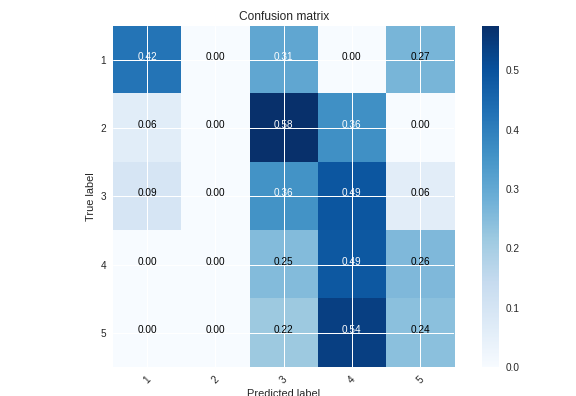 Confusion matrix
True label
1 0.42 0.00 0.31 0.00 0.27
2 0.06 0.00 0.58 0.36 0.00
3 0.09 0.00 0.36 0.49 0.06
4 0.00 0.00 0.25 0.49 0.26
5 0.00 0.00 0.22 0.54 0.24
1 2 3 4 5
Predicted label
0.5
0.4
0.3
0.2
0.1
0.0